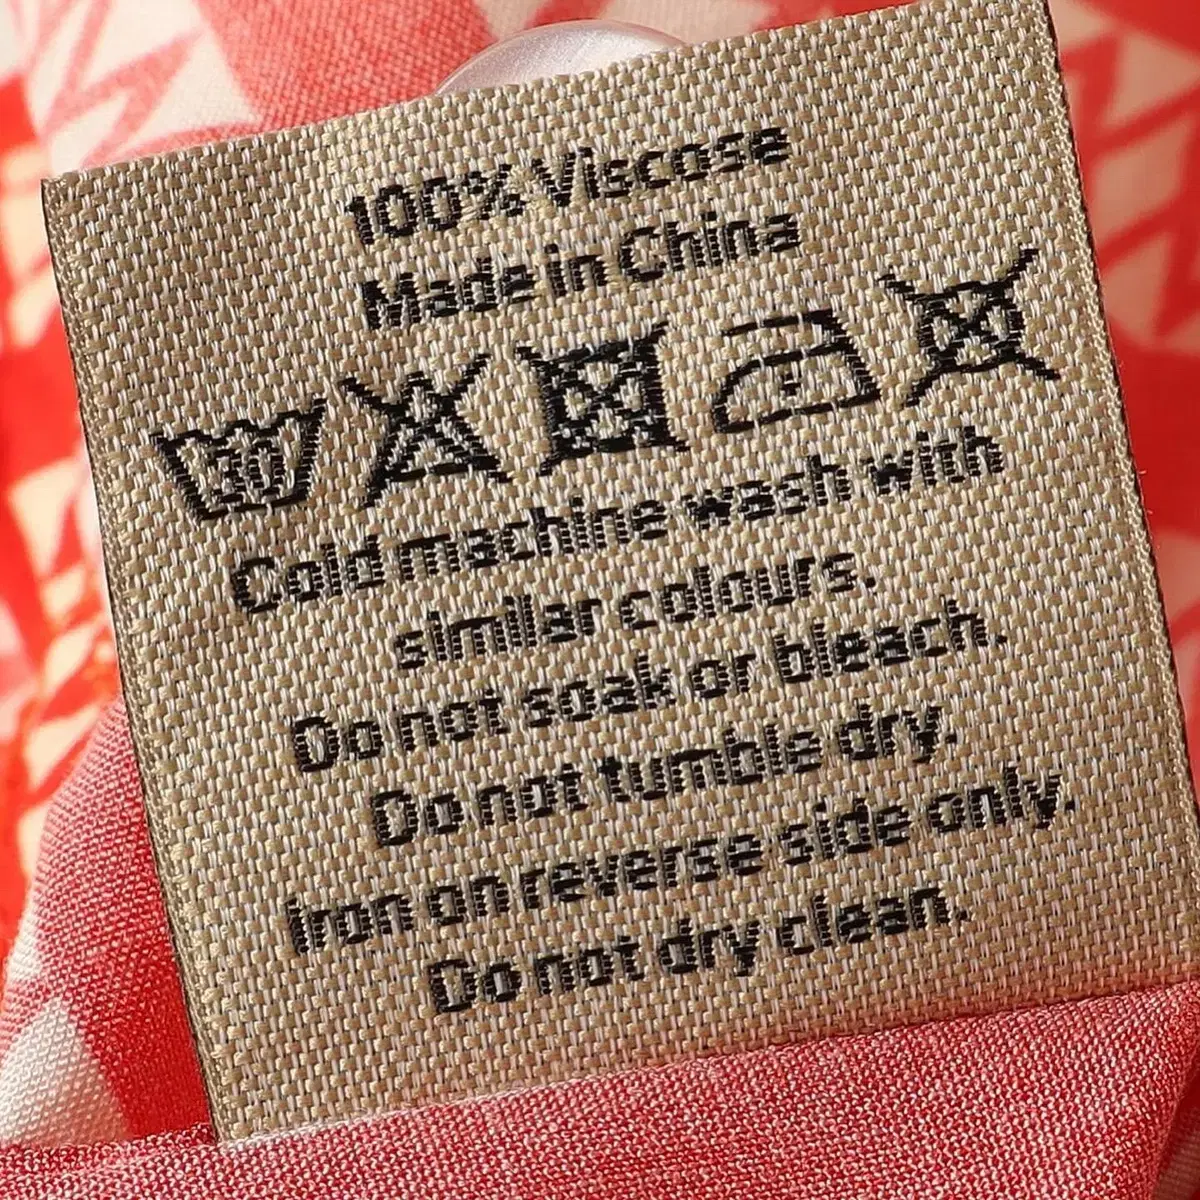 100% Viscose
Made in China
30
Cold machine wash with
similar colours.
Do not soak or bleach.
Do not tumble dry.
Iron on reverse side only.
Do not dry clean.